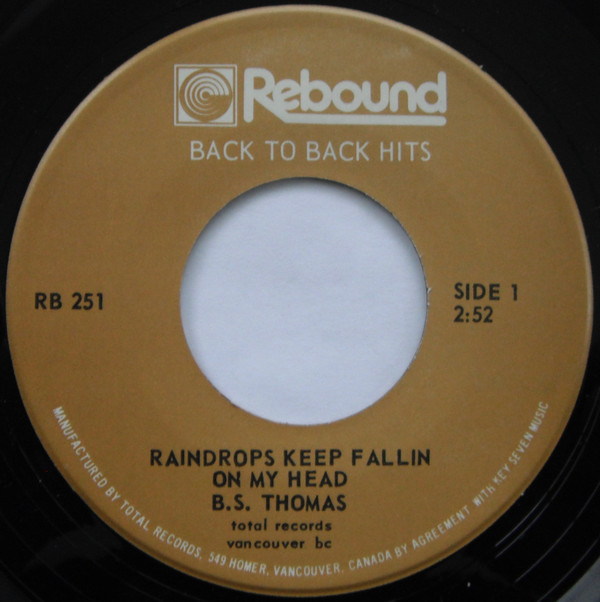 Rebound
BACK TO BACK HITS
RB 251
SIDE 1
2:52
RAINDROPS KEEP FALLIN
ON MY HEAD
B.S. THOMAS
total records
vancouver bc
MANUFACTURED BY TOTAL RECORDS, 549 HOMER, VANCOUVER, CANADA BY AGREEMENT WITH KEY SEVEN MUSIC